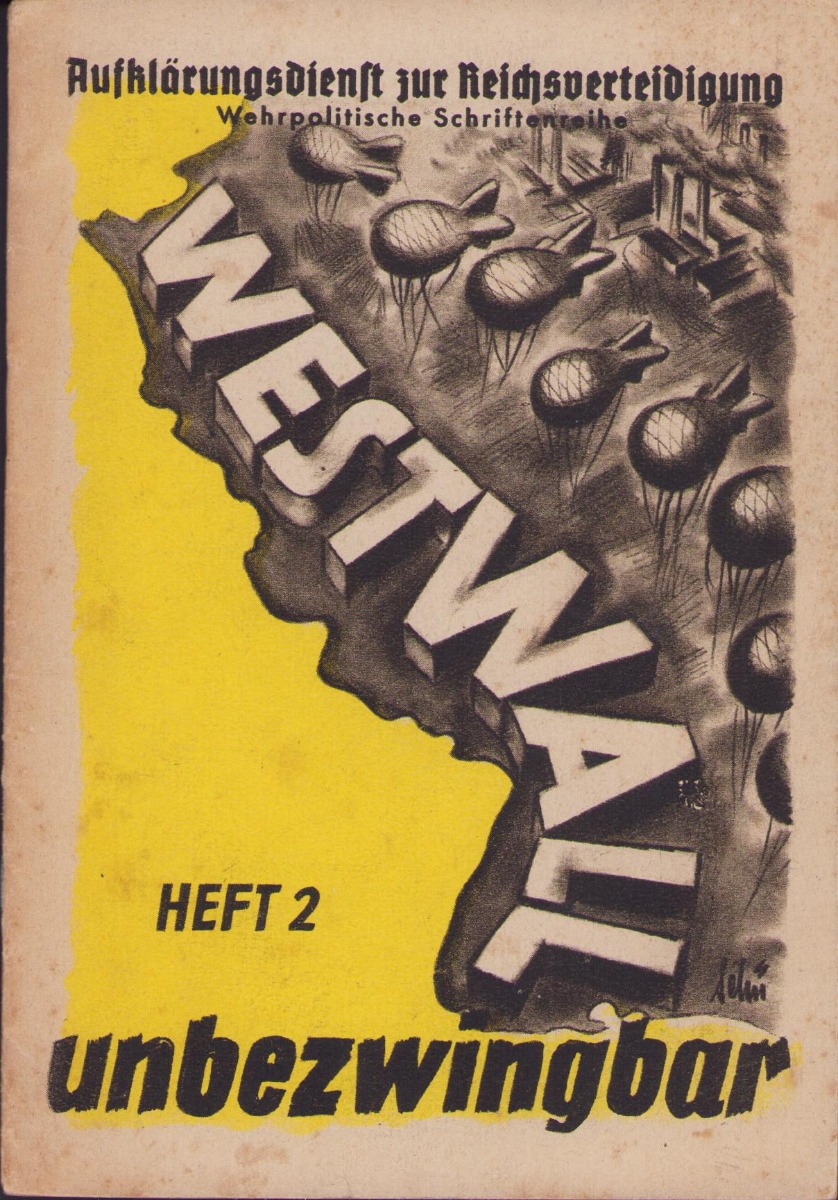 Aufklärungsdienst zur Reichsverteidigung
Wehrpolitische Schriftenreihe
WESTWALL
HEFT 2
unbezwingbar